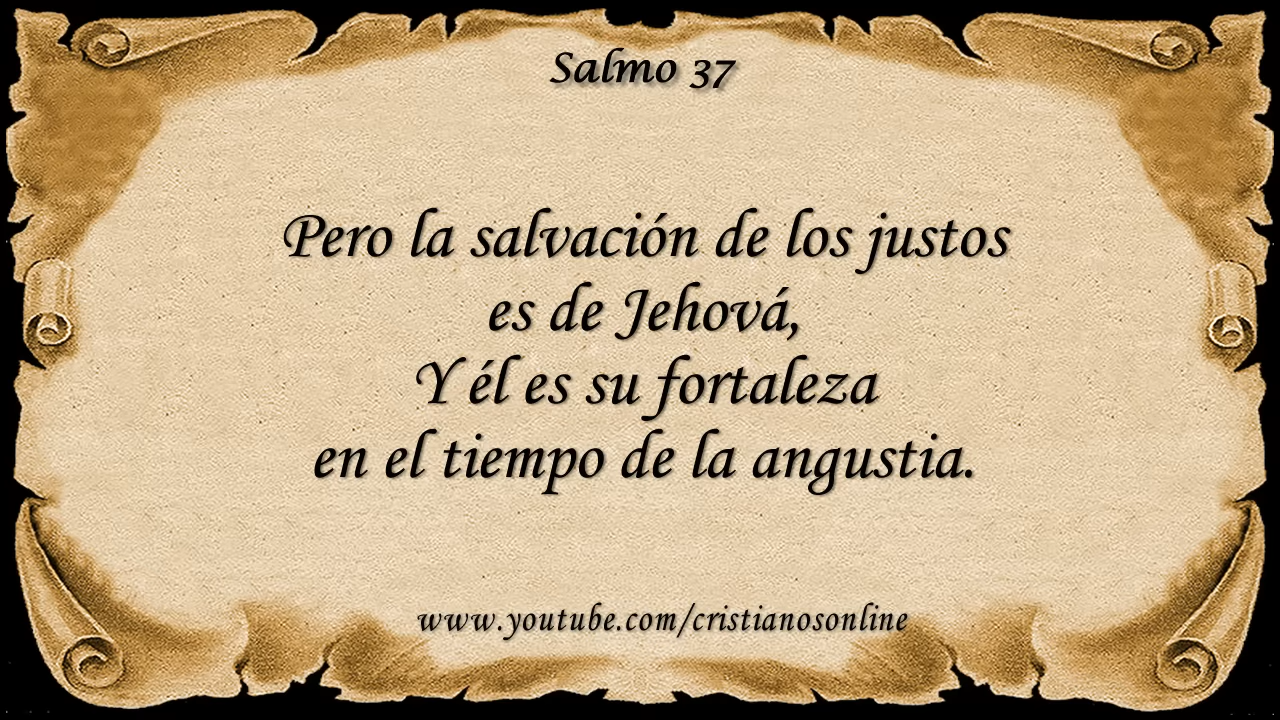 Salmo 37
Pero la salvación de los justos
es de Jehová,
Y él es su fortaleza
en el tiempo de la angustia.
www.youtube.com/cristianosonline